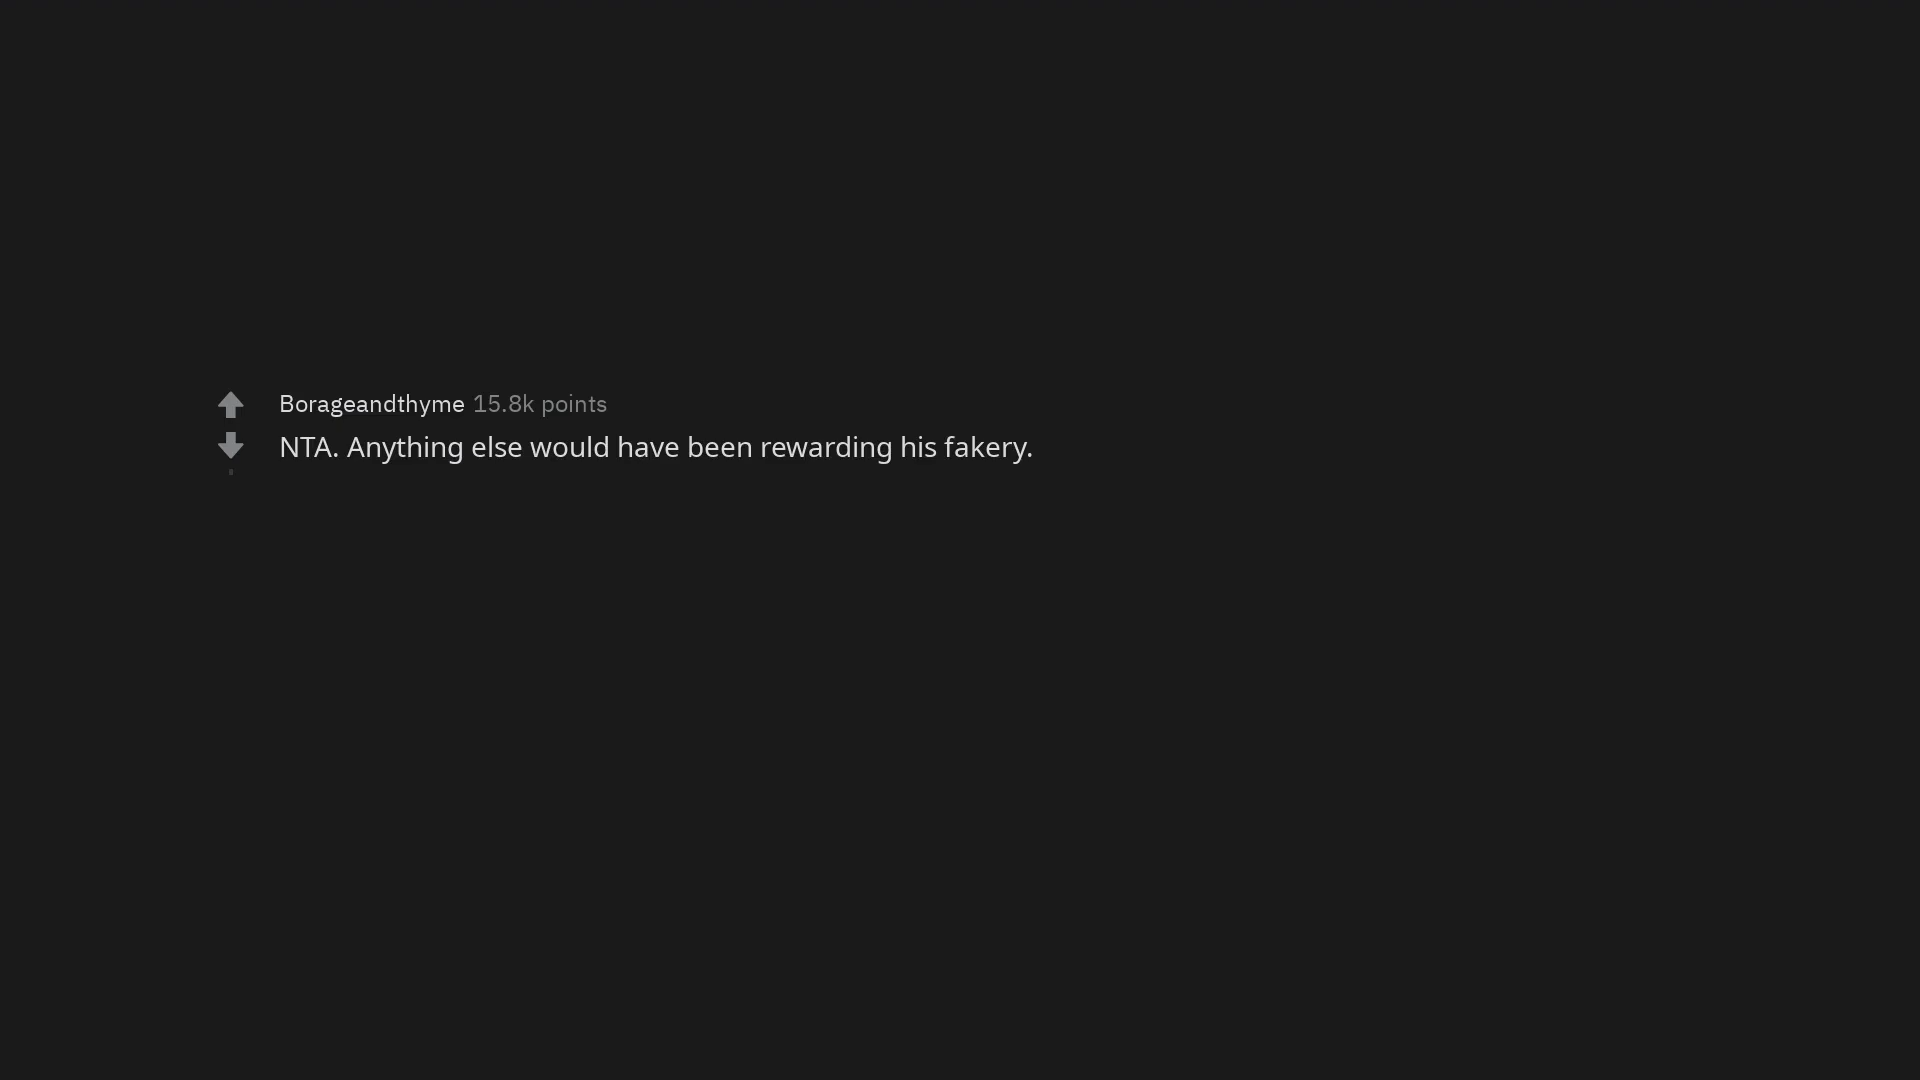 Borageandthyme 15.8k points
NTA. Anything else would have been rewarding his fakery.